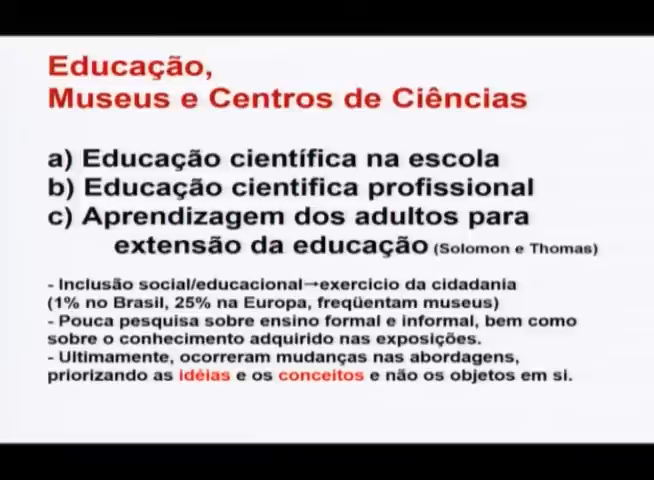 Educação,
Museus e Centros de Ciências
a) Educação científica na escola
b) Educação cientifica profissional
c) Aprendizagem dos adultos para
extensão da educação (Solomon e Thomas)
- Inclusão social/educacional→exercicio da cidadania
(1% no Brasil, 25% na Europa, freqüentam museus)
- Pouca pesquisa sobre ensino formal e informal, bem como
sobre o conhecimento adquirido nas exposições.
- Ultimamente, ocorreram mudanças nas abordagens,
priorizando as idéias e os conceitos e não os objetos em si.